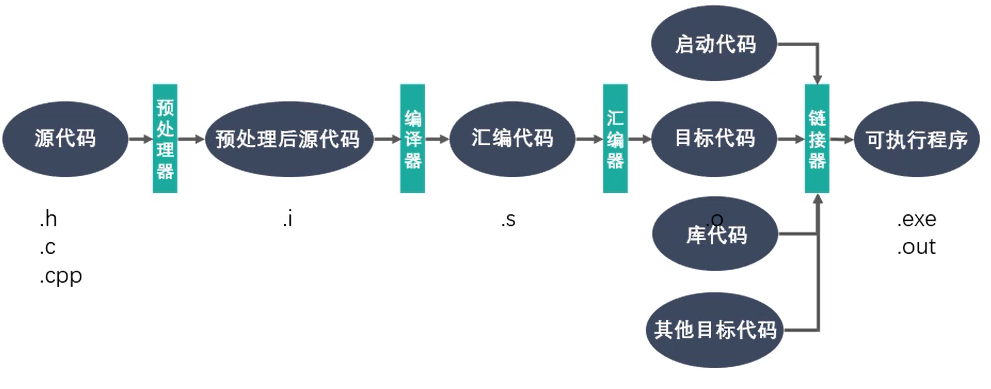 启动代码
源代码
预处理器
预处理后源代码
编译器
汇编代码
汇编器
目标代码
链接器
可执行程序
.h
.c
.cpp
.i
.s
.o
库代码
.exe
.out
其他目标代码